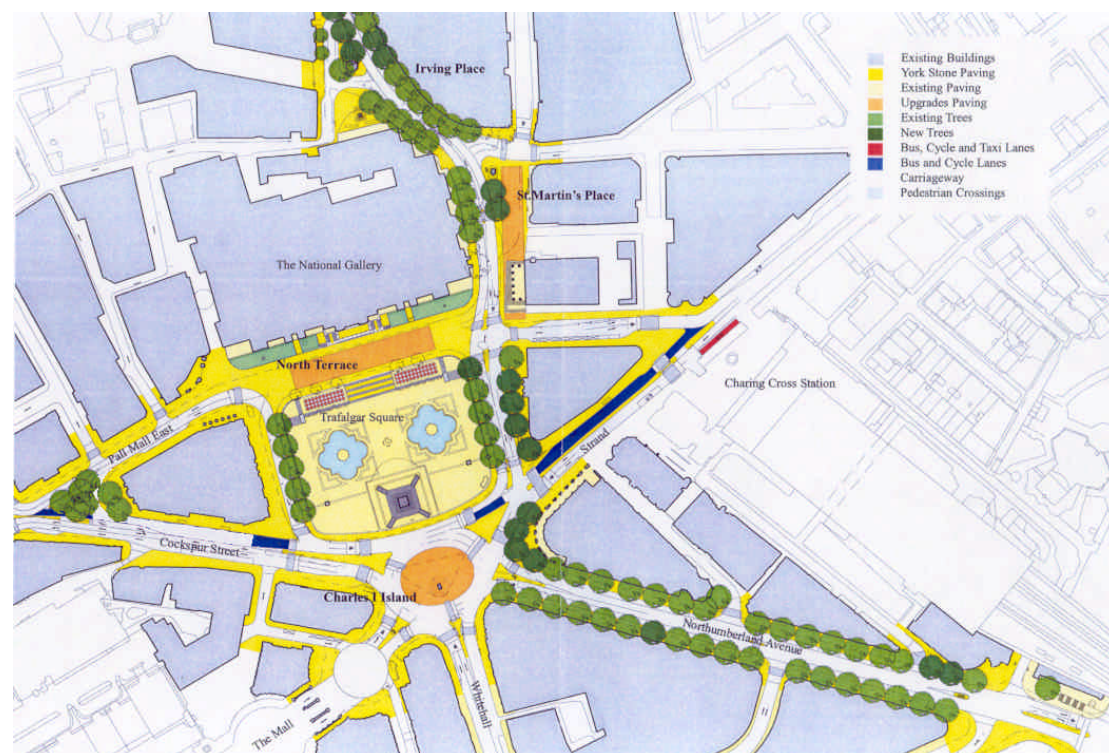 Irving Place
Existing Buildings
York Stone Paving
Existing Paving
Upgrades Paving
Existing Trees
New Trees
Bus, Cycle and Taxi Lanes
Bus and Cycle Lanes
Carriageway
Pedestrian Crossings
St.Martin's Place
The National Gallery
North Terrace
Charing Cross Station
Trafalgar Square
Pall Mall East
Strand
Cockspur Street
Charles I Island
Northumberland Avenue
Whitehall
The Mall